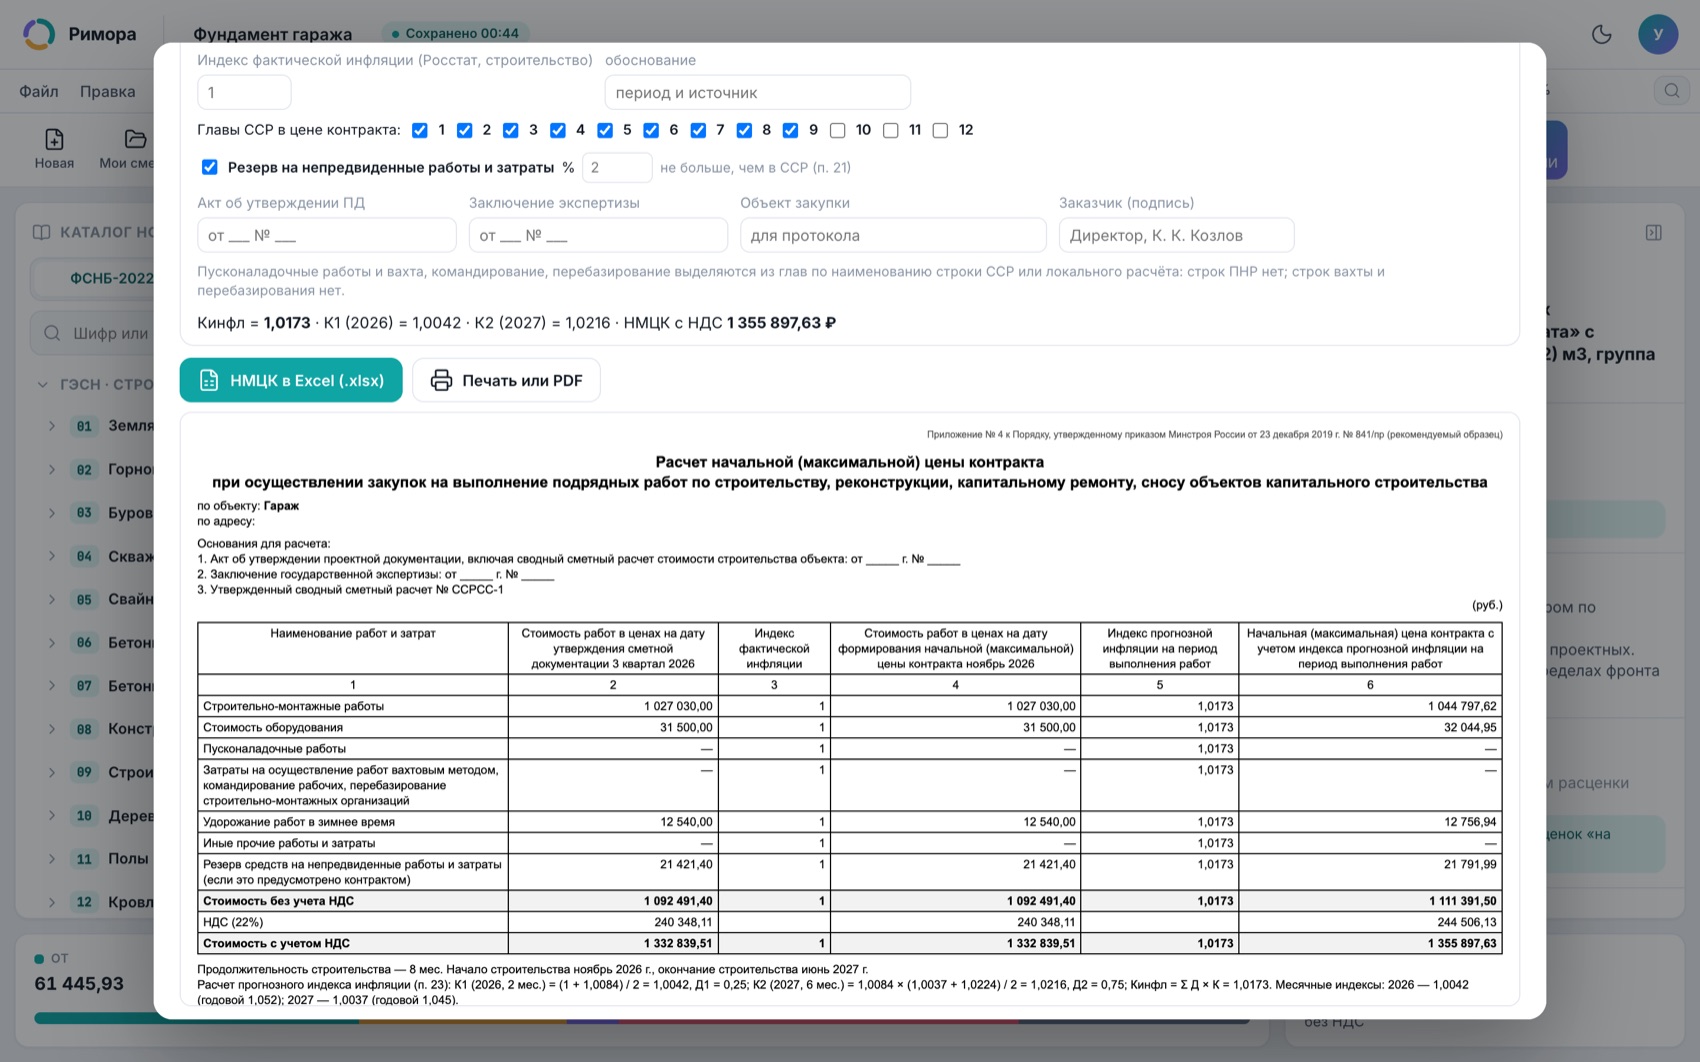 Римора
Фундамент гаража
Сохранено 00:44
У
Файл Правка
Новая
Мои сме
КАТАЛОГ НО
ФСНБ-2022
Шифр или
ГЭСН · СТРО
01 Земля
02 Горно
03 Буров
04 Скваж
05 Свайн
06 Бетон
07 Бетон
08 Конст
09 Строи
10 Дерев
11 Полы
12 Кровл
ОТ
61 445,93
Индекс фактической инфляции (Росстат, строительство) обоснование
1 период и источник
Главы ССР в цене контракта: 1 2 3 4 5 6 7 8 9 10 11 12
Резерв на непредвиденные работы и затраты % 2 не больше, чем в ССР (п. 21)
Акт об утверждении ПД Заключение экспертизы Объект закупки Заказчик (подпись)
от ___ № ___ от ___ № ___ для протокола Директор, К. К. Козлов
Пусконаладочные работы и вахта, командирование, перебазирование выделяются из глав по наименованию строки ССР или локального расчёта: строк ПНР нет; строк вахты и
перебазирования нет.
Кинфл = 1,0173 · К1 (2026) = 1,0042 · К2 (2027) = 1,0216 · НМЦК с НДС 1 355 897,63 ₽
НМЦК в Excel (.xlsx) Печать или PDF
Приложение № 4 к Порядку, утвержденному приказом Минстроя России от 23 декабря 2019 г. № 841/пр (рекомендуемый образец)
Расчет начальной (максимальной) цены контракта
при осуществлении закупок на выполнение подрядных работ по строительству, реконструкции, капитальному ремонту, сносу объектов капитального строительства
по объекту: Гараж
по адресу:
Основания для расчета:
1. Акт об утверждении проектной документации, включая сводный сметный расчет стоимости строительства объекта: от _____ г. № _____
2. Заключение государственной экспертизы: от _____ г. № _____
3. Утвержденный сводный сметный расчет № ССРСС-1
(руб.)
Наименование работ и затрат
Стоимость работ в ценах на дату
утверждения сметной
документации 3 квартал 2026
Индекс
фактической
инфляции
Стоимость работ в ценах на дату
формирования начальной (максимальной)
цены контракта ноябрь 2026
Индекс прогнозной
инфляции на период
выполнения работ
Начальная (максимальная) цена контракта с
учетом индекса прогнозной инфляции на
период выполнения работ
1 2 3 4 5 6
Строительно-монтажные работы 1 027 030,00 1 1 027 030,00 1,0173 1 044 797,62
Стоимость оборудования 31 500,00 1 31 500,00 1,0173 32 044,95
Пусконаладочные работы — 1 — 1,0173 —
Затраты на осуществление работ вахтовым методом, — 1 — 1,0173 —
командирование рабочих, перебазирование
строительно-монтажных организаций
Удорожание работ в зимнее время 12 540,00 1 12 540,00 1,0173 12 756,94
Иные прочие работы и затраты — 1 — 1,0173 —
Резерв средств на непредвиденные работы и затраты 21 421,40 1 21 421,40 1,0173 21 791,99
(если это предусмотрено контрактом)
Стоимость без учета НДС 1 092 491,40 1 1 092 491,40 1,0173 1 111 391,50
НДС (22%) 240 348,11 240 348,11 244 506,13
Стоимость с учетом НДС 1 332 839,51 1 1 332 839,51 1,0173 1 355 897,63
Продолжительность строительства — 8 мес. Начало строительства ноябрь 2026 г., окончание строительства июнь 2027 г.
Расчет прогнозного индекса инфляции (п. 23): К1 (2026, 2 мес.) = (1 + 1,0084) / 2 = 1,0042, Д1 = 0,25; К2 (2027, 6 мес.) = 1,0084 × (1,0037 + 1,0224) / 2 = 1,0216, Д2 = 0,75; Кинфл = Σ Д × К = 1,0173. Месячные индексы: 2026 — 1,0042
(годовой 1,052); 2027 — 1,0037 (годовой 1,045).
ата» с
) м3, группа
ом по
проектных.
еделах фронта
расценки
ценок «на
без НДС